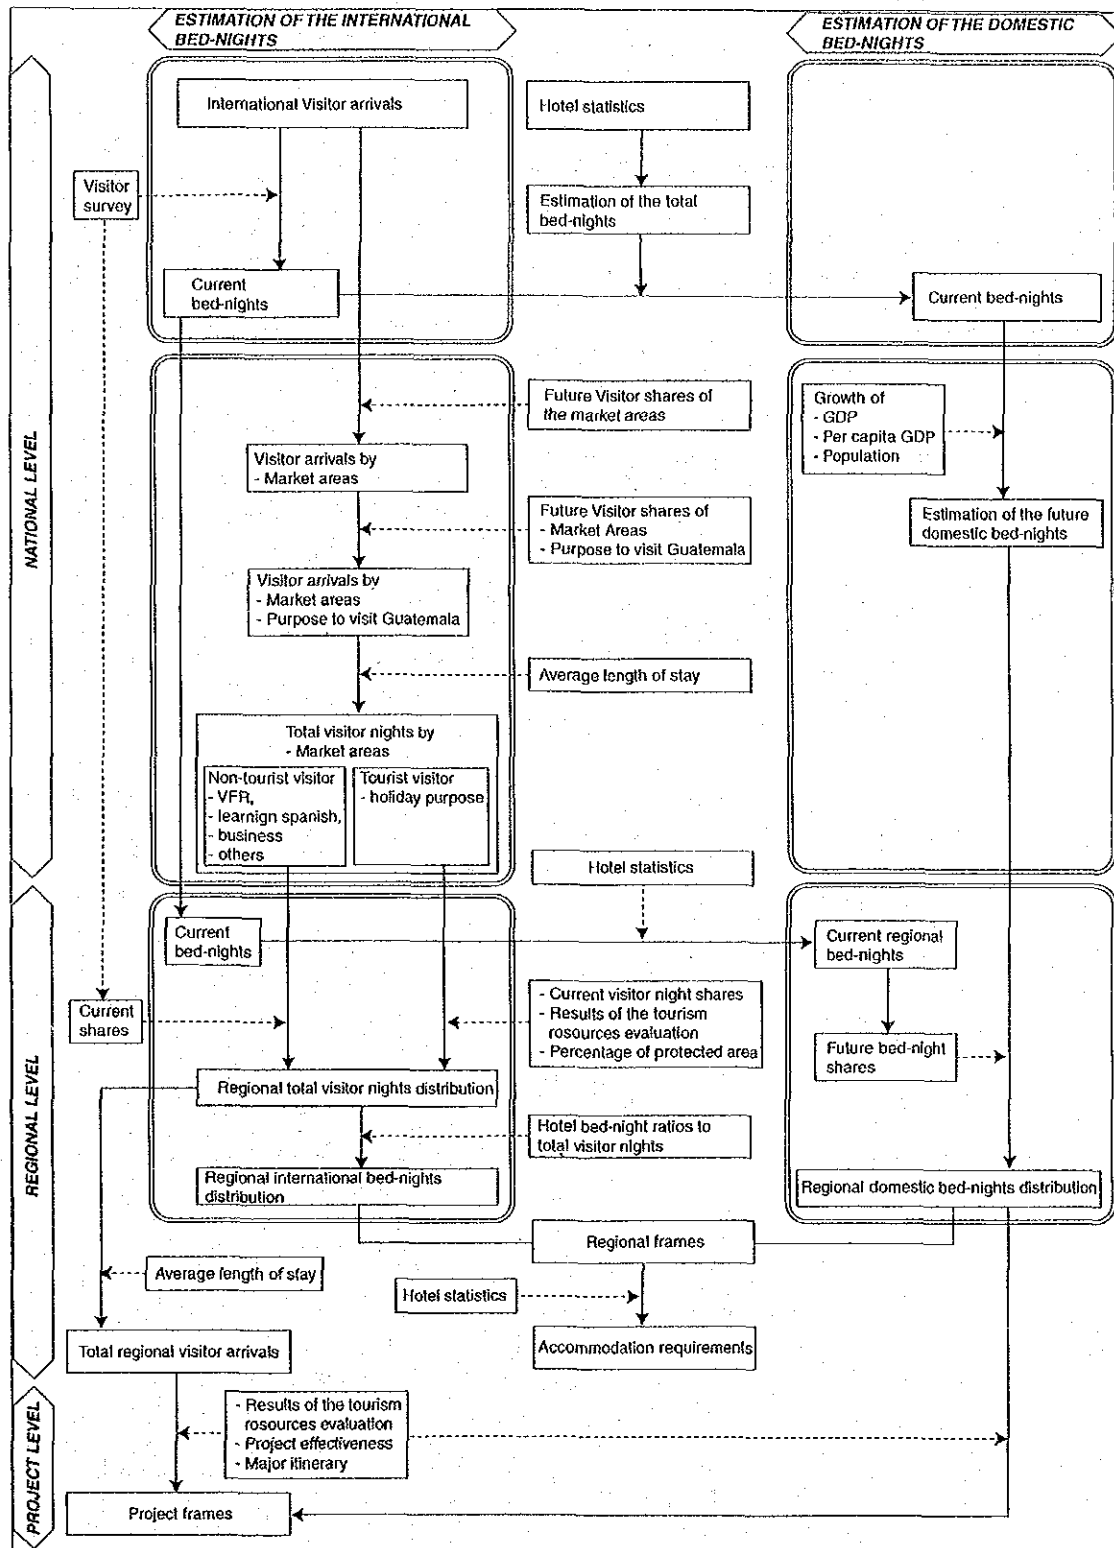 ESTIMATION OF THE INTERNATIONAL
BED-NIGHTS
ESTIMATION OF THE DOMESTIC
BED-NIGHTS
NATIONAL LEVEL
International Visitor arrivals
Hotel statistics
Visitor
survey
Estimation of the total
bed-nights
Current
bed-nights
Current bed-nights
Future Visitor shares of
the market areas
Growth of
- GDP
- Per capita GDP
- Population
Visitor arrivals by
- Market areas
Future Visitor shares of
- Market Areas
- Purpose to visit Guatemala
Estimation of the future
domestic bed-nights
Visitor arrivals by
- Market areas
- Purpose to visit Guatemala
Average length of stay
Total visitor nights by
- Market areas
Non-tourist visitor
- VFR,
- learnign spanish,
- business
- others
Tourist visitor
- holiday purpose
Hotel statistics
REGIONAL LEVEL
Current
bed-nights
Current regional
bed-nights
Current
shares
- Current visitor night shares
- Results of the tourism
rosources evaluation
- Percentage of protected area
Future bed-night
shares
Regional total visitor nights distribution
Hotel bed-night ratios to
total visitor nights
Regional international bed-nights
distribution
Regional domestic bed-nights distribution
Regional frames
Average length of stay
Hotel statistics
Total regional visitor arrivals
Accommodation requirements
PROJECT LEVEL
- Results of the tourism
rosources evaluation
- Project effectiveness
- Major itinerary
Project frames